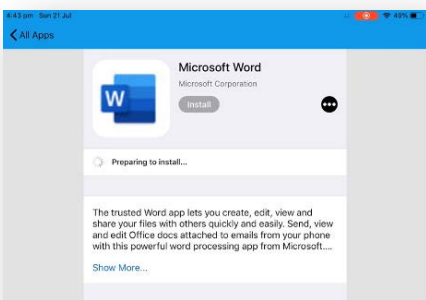 4:43 pm Sun 21 Jul
49%
All Apps
W
Microsoft Word
Microsoft Corporation
Install
Preparing to install...
The trusted Word app lets you create, edit, view and
share your files with others quickly and easily. Send, view
and edit Office docs attached to emails from your phone
with this powerful word processing app from Microsoft....
Show More...